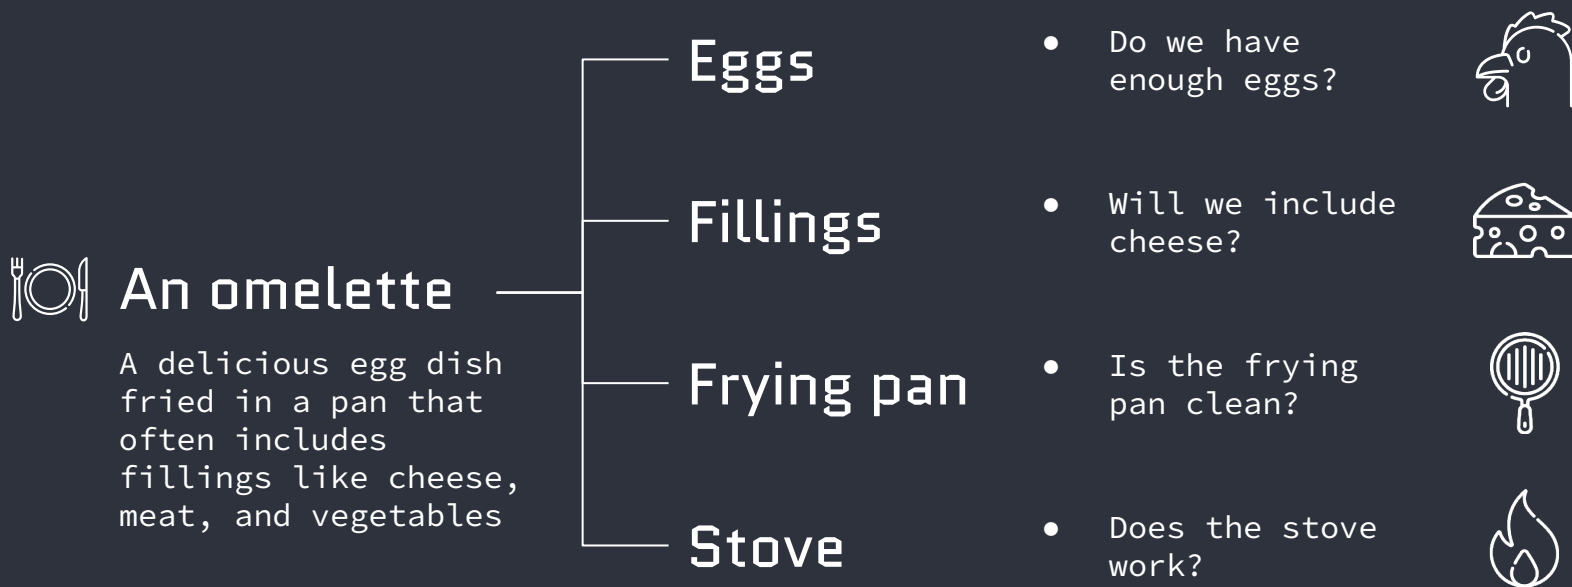 An omelette
A delicious egg dish
fried in a pan that
often includes
fillings like cheese,
meat, and vegetables
Eggs
● Do we have
enough eggs?
Fillings
● Will we include
cheese?
Frying pan
● Is the frying
pan clean?
Stove
● Does the stove
work?